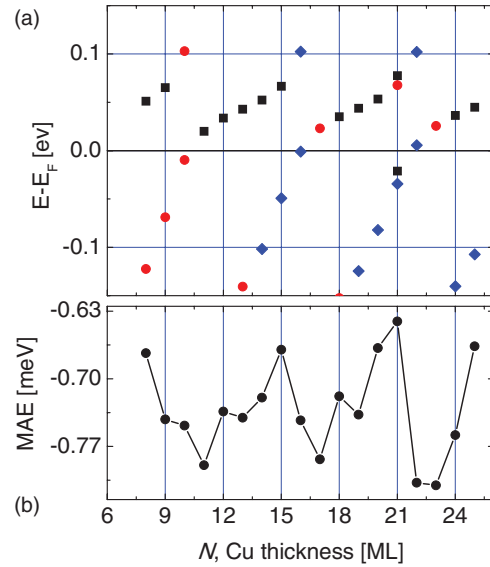 (a)
0.1
0.0
-0.1
E-E_F [ev]
-0.63
-0.70
-0.77
MAE [meV]
(b)
6 9 12 15 18 21 24
N, Cu thickness [ML]